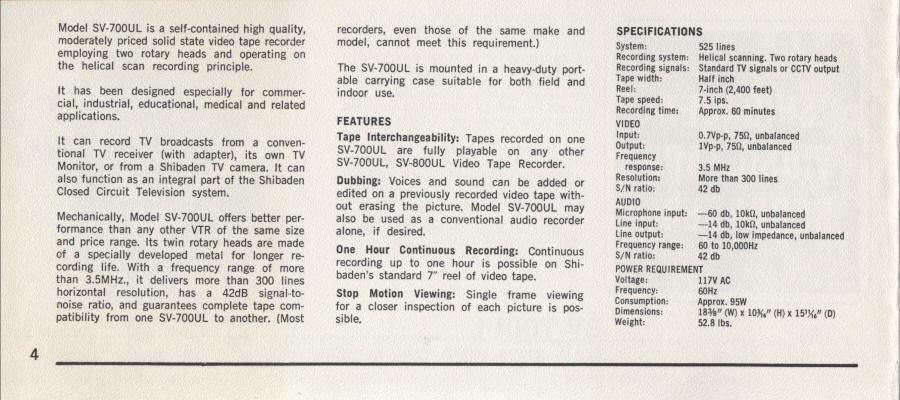 Model SV-700UL is a self-contained high quality,
moderately priced solid state video tape recorder
employing two rotary heads and operating on
the helical scan recording principle.
It has been designed especially for commer-
cial, industrial, educational, medical and related
applications.
It can record TV broadcasts from a conven-
tional TV receiver (with adapter), its own TV
Monitor, or from a Shibaden TV camera. It can
also function as an integral part of the Shibaden
Closed Circuit Television system.
Mechanically, Model SV-700UL offers better per-
formance than any other VTR of the same size
and price range. Its twin rotary heads are made
of a specially developed metal for longer re-
cording life. With a frequency range of more
than 3.5MHz., it delivers more than 300 lines
horizontal resolution, has a 42dB signal-to-
noise ratio, and guarantees complete tape com-
patibility from one SV-700UL to another. (Most
recorders, even those of the same make and
model, cannot meet this requirement.)
The SV-700UL is mounted in a heavy-duty port-
able carrying case suitable for both field and
indoor use.
FEATURES
Tape Interchangeability: Tapes recorded on one
SV-700UL are fully playable on any other
SV-700UL, SV-800UL Video Tape Recorder.
Dubbing: Voices and sound can be added or
edited on a previously recorded video tape with-
out erasing the picture. Model SV-700UL may
also be used as a conventional audio recorder
alone, if desired.
One Hour Continuous Recording: Continuous
recording up to one hour is possible on Shi-
baden's standard 7" reel of video tape.
Stop Motion Viewing: Single frame viewing
for a closer inspection of each picture is pos-
sible.
SPECIFICATIONS
System: 525 lines
Recording system: Helical scanning. Two rotary heads
Recording signals: Standard TV signals or CCTV output
Tape width: Half inch
Reel: 7-inch (2,400 feet)
Tape speed: 7.5 ips.
Recording time: Approx. 60 minutes
VIDEO
Input: 0.7Vp-p, 75Ω, unbalanced
Output: 1Vp-p, 75Ω, unbalanced
Frequency
response: 3.5 MHz
Resolution: More than 300 lines
S/N ratio: 42 db
AUDIO
Microphone input: —60 db, 10kΩ, unbalanced
Line input: —14 db, 10kΩ, unbalanced
Line output: —14 db, low impedance, unbalanced
Frequency range: 60 to 10,000Hz
S/N ratio: 42 db
POWER REQUIREMENT
Voltage: 117V AC
Frequency: 60Hz
Consumption: Approx. 95W
Dimensions: (W) x (H) x (D)
Weight: 52.8 lbs.
4